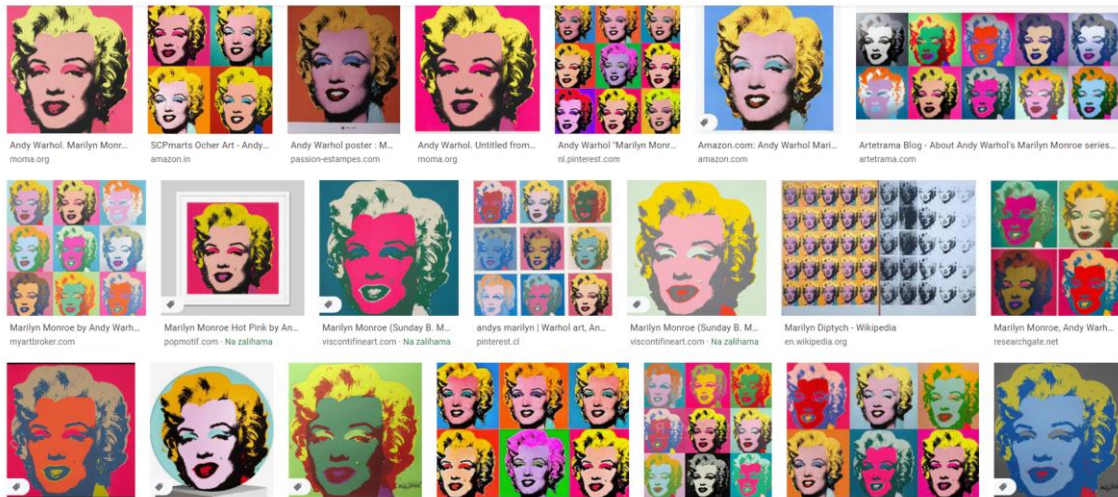 Andy Warhol. Marilyn Monr...
moma.org
SCPmarts Ocher Art - Andy...
amazon.in
Andy Warhol poster : M...
passion-estampes.com
Andy Warhol. Untitled from...
moma.org
Andy Warhol "Marilyn Monr...
nl.pinterest.com
Amazon.com: Andy Warhol Mari...
amazon.com
Artetrama Blog - About Andy Warhol's Marilyn Monroe series...
artetrama.com
Marilyn Monroe by Andy Warh...
myartbroker.com
Marilyn Monroe Hot Pink by An...
popmotif.com · Na zalihama
Marilyn Monroe (Sunday B. M...
viscontifineart.com · Na zalihama
andys marilyn | Warhol art, An...
pinterest.cl
Marilyn Monroe (Sunday B. M...
viscontifineart.com · Na zalihama
Marilyn Diptych - Wikipedia
en.wikipedia.org
Marilyn Monroe, Andy Warh...
researchgate.net